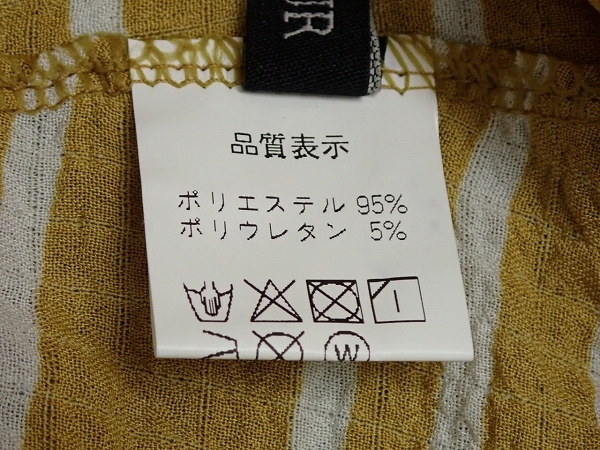 品質表示
ポリエステル 95%
ポリウレタン 5%
W